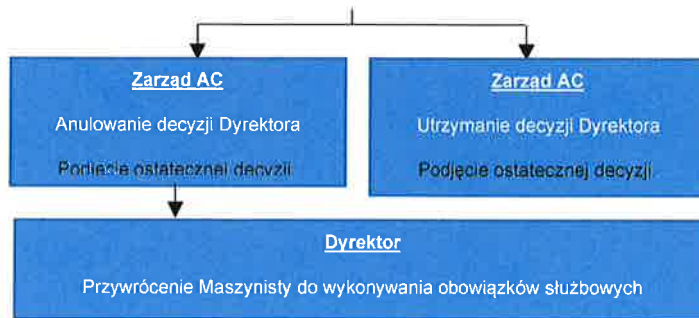 Zarząd AC
Anulowanie decyzji Dyrektora
Podjęcie ostatecznej decyzji
Zarząd AC
Utrzymanie decyzji Dyrektora
Podjęcie ostatecznej decyzji
Dyrektor
Przywrócenie Maszynisty do wykonywania obowiązków służbowych